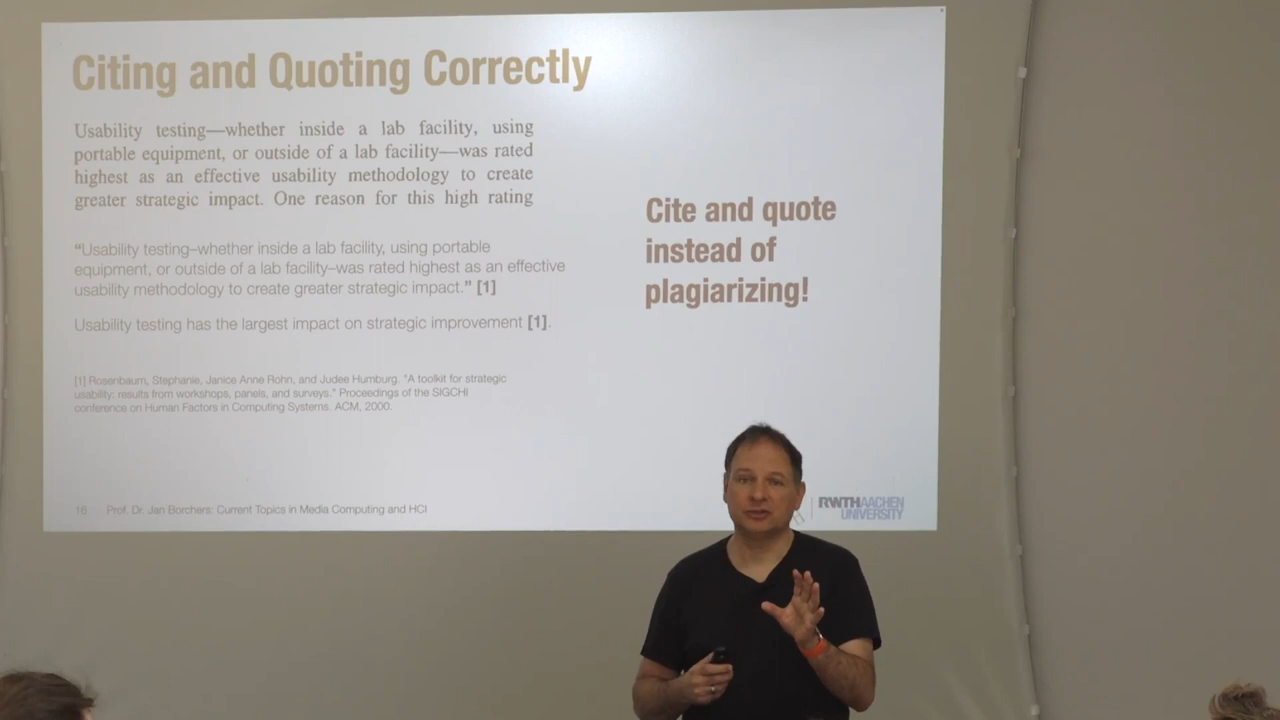 Citing and Quoting Correctly
Usability testing—whether inside a lab facility, using
portable equipment, or outside of a lab facility—was rated
highest as an effective usability methodology to create
greater strategic impact. One reason for this high rating
“Usability testing–whether inside a lab facility, using portable
equipment, or outside of a lab facility–was rated highest as an effective
usability methodology to create greater strategic impact.” [1]
Usability testing has the largest impact on strategic improvement [1].
[1] Rosenbaum, Stephanie, Janice Anne Rohn, and Judee Humburg. "A toolkit for strategic
usability: results from workshops, panels, and surveys." Proceedings of the SIGCHI
conference on Human Factors in Computing Systems. ACM, 2000.
Cite and quote
instead of
plagiarizing!
16 Prof. Dr. Jan Borchers: Current Topics in Media Computing and HCI
RWTHAACHEN
UNIVERSITY